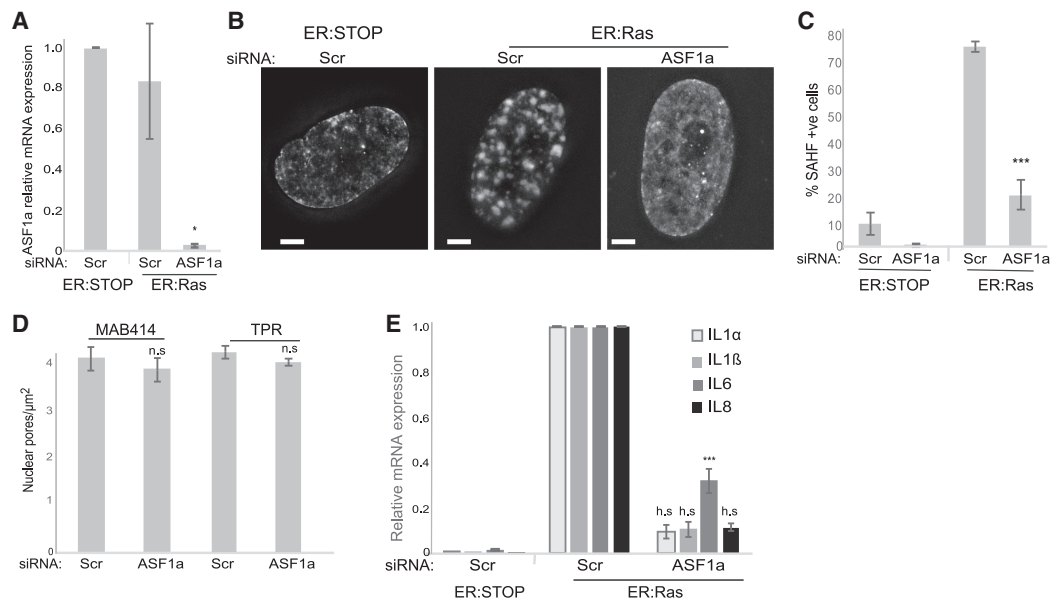 A
ASF1a relative mRNA expression
1.0
0.8
0.6
0.4
0.2
0
*
siRNA: Scr Scr ASF1a
ER:STOP ER:Ras
B
ER:STOP ER:Ras
siRNA: Scr Scr ASF1a
C
% SAHF +ve cells
80
70
60
50
40
30
20
10
0
***
siRNA: Scr ASF1a Scr ASF1a
ER:STOP ER:Ras
D
MAB414 TPR
n.s n.s
Nuclear pores/µm2
4
3
2
1
0
siRNA: Scr ASF1a Scr ASF1a
E
Relative mRNA expression
1.0
0.8
0.6
0.4
0.2
0
IL1α
IL1ß
IL6
IL8
***
h.s h.s h.s
siRNA: Scr Scr ASF1a
ER:STOP ER:Ras